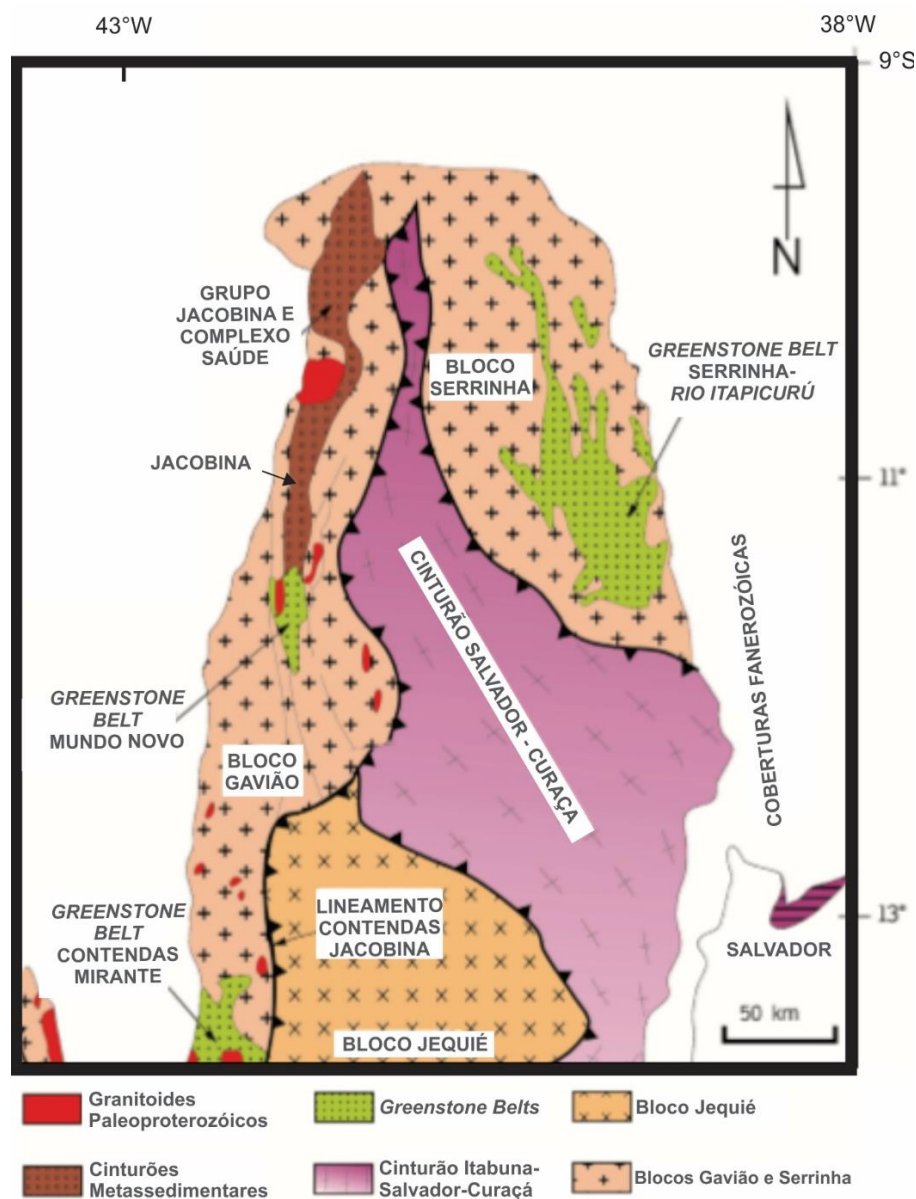 43°W
38°W
9°S
N
GRUPO
JACOBINA E
COMPLEXO
SAÚDE
BLOCO
SERRINHA
GREENSTONE BELT
SERRINHA-
RIO ITAPICURÚ
JACOBINA
11°
CINTURÃO SALVADOR - CURAÇA
COBERTURAS FANEROZÓICAS
GREENSTONE
BELT
MUNDO NOVO
BLOCO
GAVIÃO
GREENSTONE
BELT
CONTENDAS
MIRANTE
LINEAMENTO
CONTENDAS
JACOBINA
13°
SALVADOR
50 km
BLOCO JEQUIÉ
Granitoides
Paleoproterozóicos
Greenstone Belts
Bloco Jequié
Cinturões
Metassedimentares
Cinturão Itabuna-
Salvador-Curaçá
Blocos Gavião e Serrinha